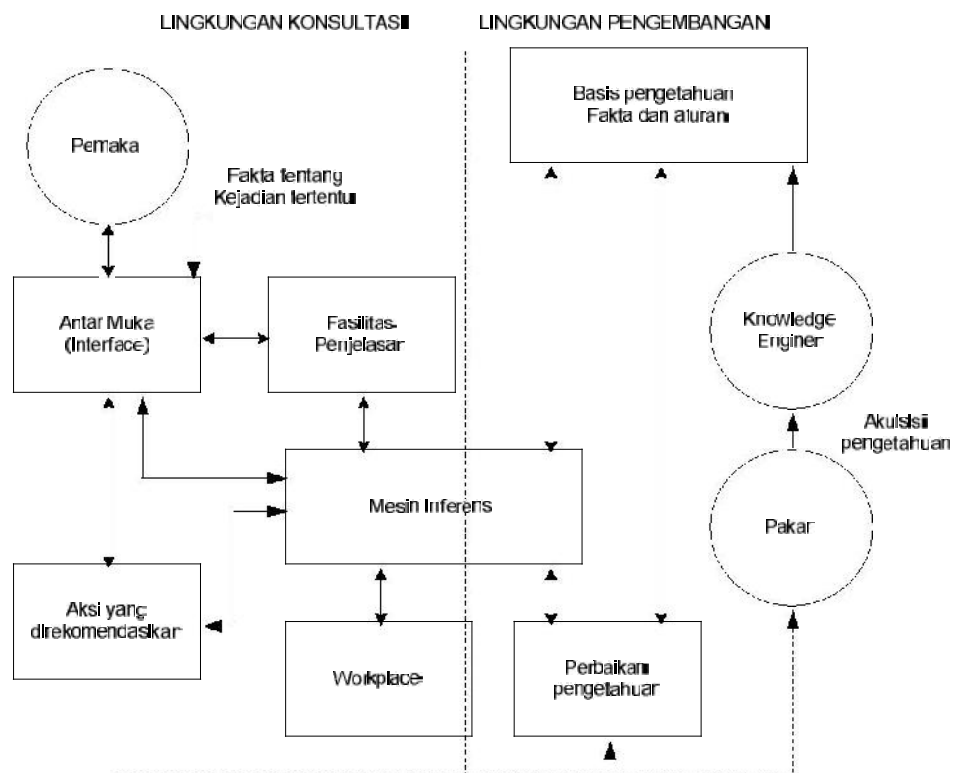 LINGKUNGAN KONSULTASI
LINGKUNGAN PENGEMBANGAN
Basis pengetahuan
Fakta dan aturan
Pemaka
Fakta tentang
Kejadian tertentu
Antar Muka
(Interface)
Fasilitas
Penjelasan
Knowledge
Enginer
Akuisisi
pengetahuan
Mesin Inferens
Pakar
Aksi yang
direkomendasikan
Workplace
Perbaikan
pengetahuan